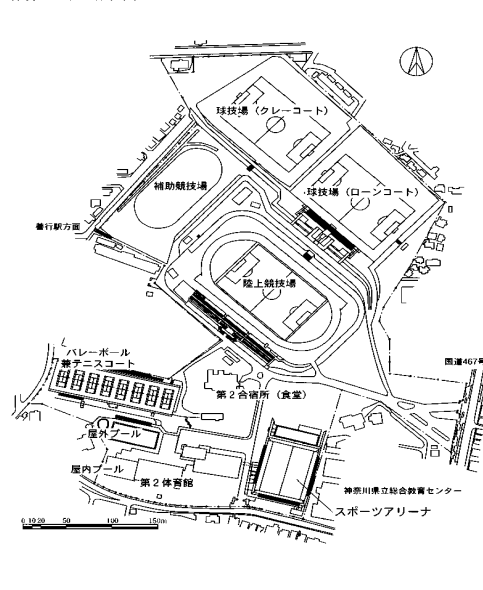 球技場（クレーコート）
球技場（ローンコート）
補助競技場
善行駅方面
陸上競技場
バレーボール
兼テニスコート
国道467号
第２合宿所（食堂）
屋外プール
屋内プール
第２体育館
神奈川県立総合教育センター
スポーツアリーナ
0 10 20 50 100 150m